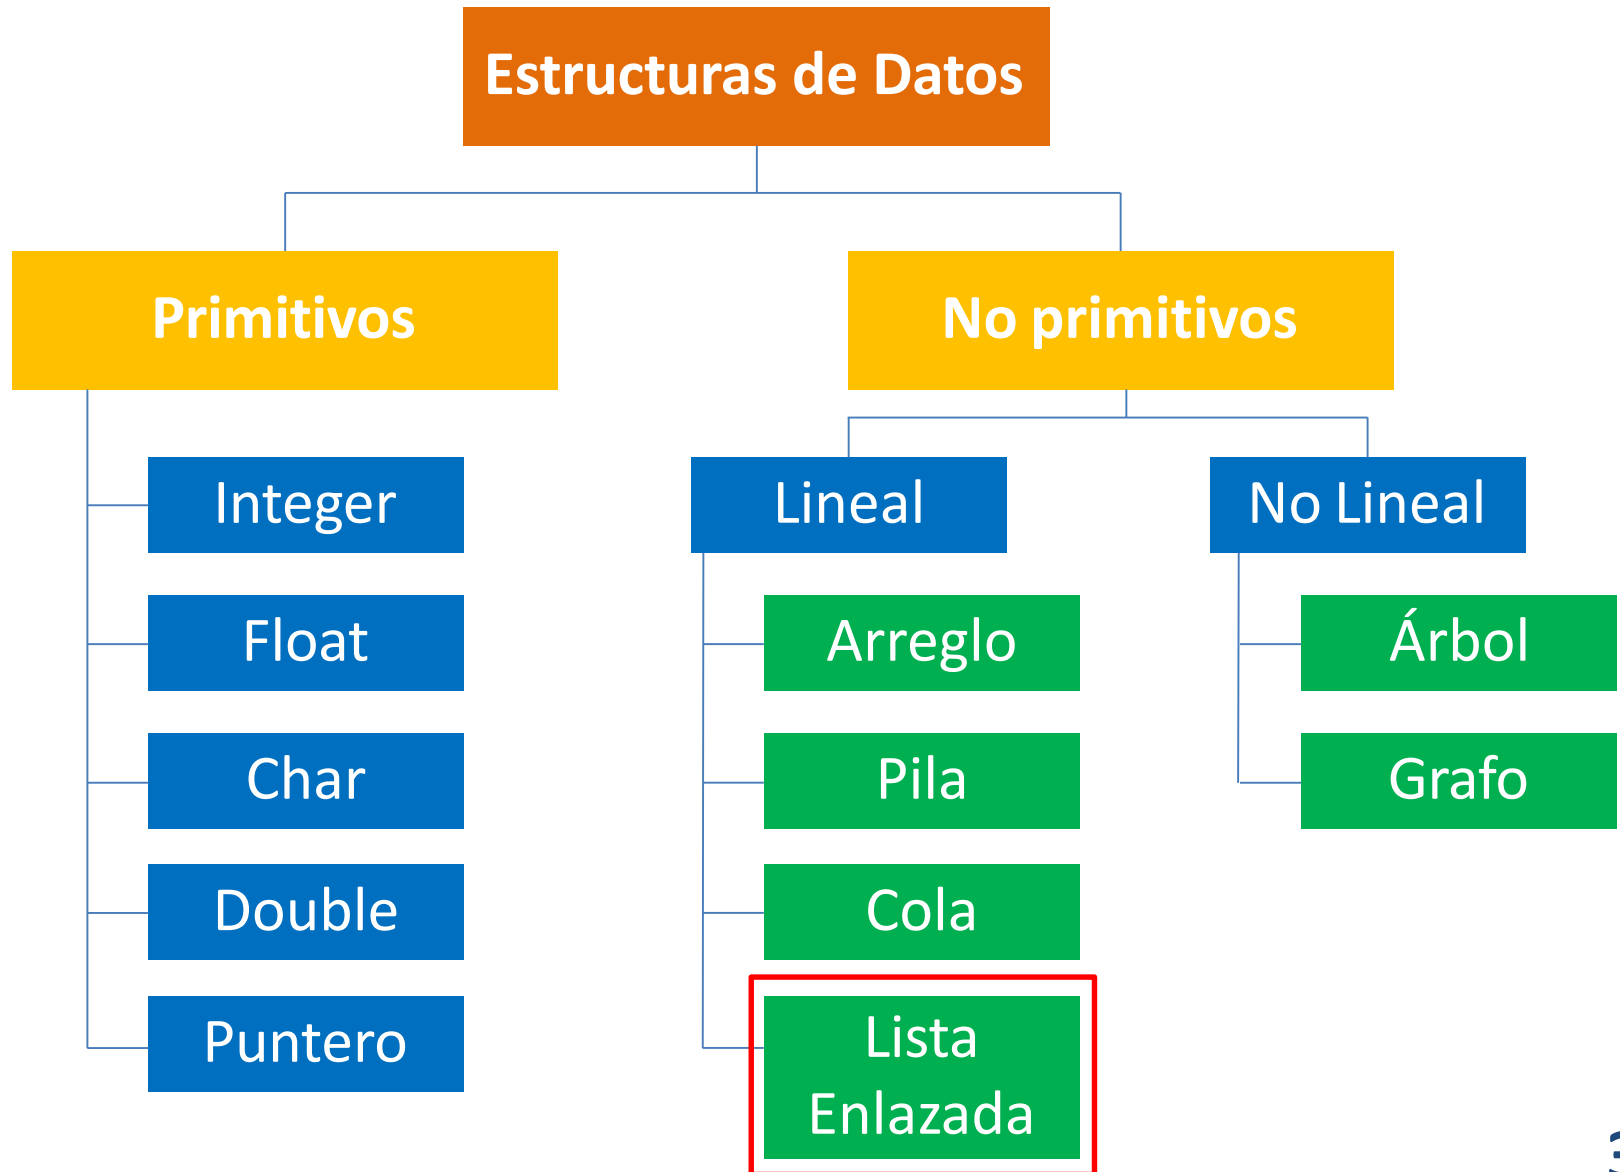 Estructuras de Datos
Primitivos
No primitivos
Integer
Float
Char
Double
Puntero
Lineal
Arreglo
Pila
Cola
Lista
Enlazada
No Lineal
Árbol
Grafo